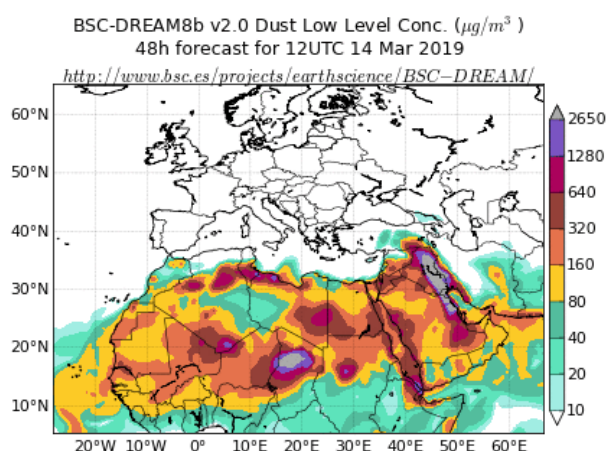 BSC-DREAM8b v2.0 Dust Low Level Conc. (μg/m³ )
48h forecast for 12UTC 14 Mar 2019
http://www.bsc.es/projects/earthscience/BSC−DREAM/
60°N
50°N
40°N
30°N
20°N
10°N
20°W 10°W 0° 10°E 20°E 30°E 40°E 50°E 60°E
2650
1280
640
320
160
80
40
20
10